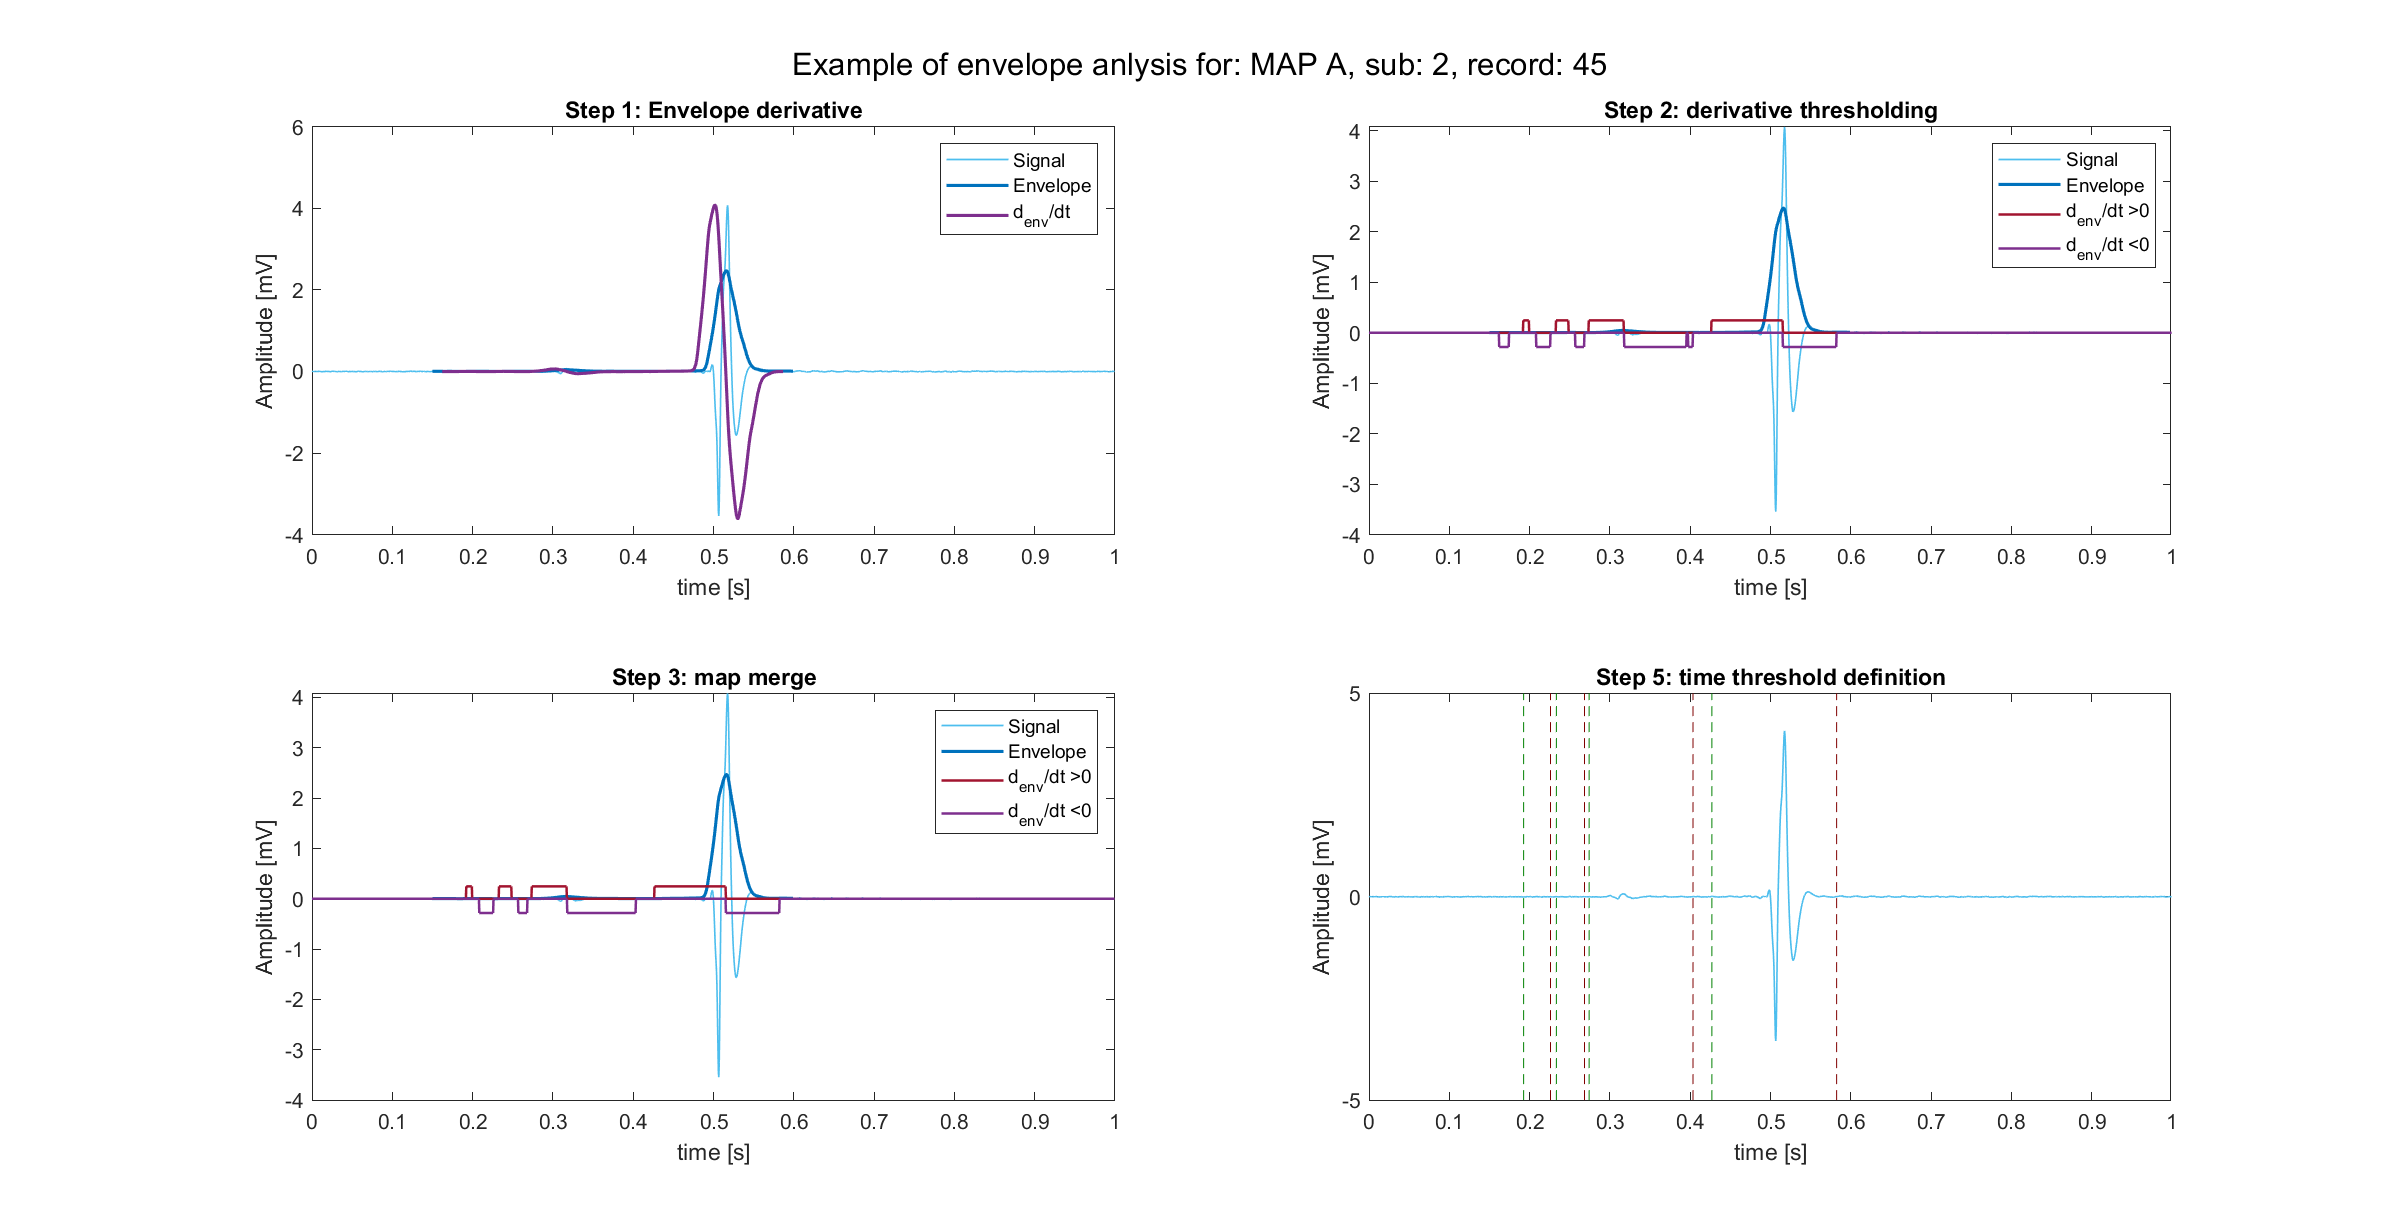 Example of envelope anlysis for: MAP A, sub: 2, record: 45
Step 1: Envelope derivative
6
4
2
0
-2
-4
Amplitude [mV]
Signal
Envelope
d_env/dt
0 0.1 0.2 0.3 0.4 0.5 0.6 0.7 0.8 0.9 1
time [s]
Step 2: derivative thresholding
4
3
2
1
0
-1
-2
-3
-4
Amplitude [mV]
Signal
Envelope
d_env/dt >0
d_env/dt <0
0 0.1 0.2 0.3 0.4 0.5 0.6 0.7 0.8 0.9 1
time [s]
Step 3: map merge
4
3
2
1
0
-1
-2
-3
-4
Amplitude [mV]
Signal
Envelope
d_env/dt >0
d_env/dt <0
0 0.1 0.2 0.3 0.4 0.5 0.6 0.7 0.8 0.9 1
time [s]
Step 5: time threshold definition
5
0
-5
Amplitude [mV]
0 0.1 0.2 0.3 0.4 0.5 0.6 0.7 0.8 0.9 1
time [s]